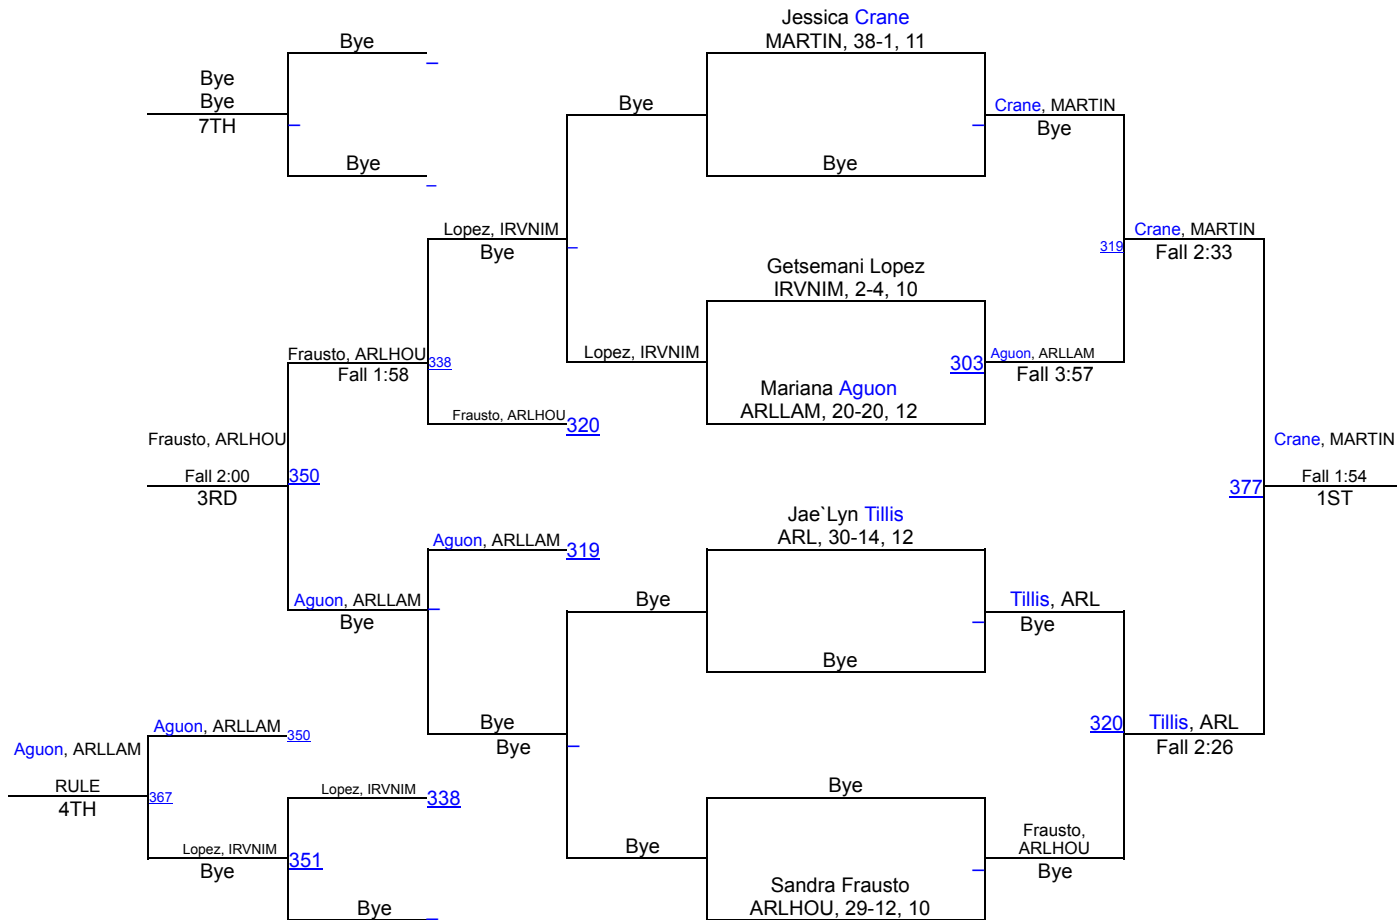 Jessica Crane
MARTIN, 38-1, 11
Bye
Bye
Bye
7TH
Bye
Crane, MARTIN
Bye
Bye
Bye
Lopez, IRVNIM
Bye
Crane, MARTIN
319
Fall 2:33
Getsemani Lopez
IRVNIM, 2-4, 10
Frausto, ARLHOU
338
Fall 1:58
Lopez, IRVNIM
303
Aguon, ARLLAM
Fall 3:57
Mariana Aguon
ARLLAM, 20-20, 12
Frausto, ARLHOU
320
Frausto, ARLHOU
Fall 2:00
350
3RD
Crane, MARTIN
377
Fall 1:54
1ST
Jae`Lyn Tillis
ARL, 30-14, 12
Aguon, ARLLAM
319
Aguon, ARLLAM
Bye
Bye
Tillis, ARL
Bye
Bye
Bye
Bye
320
Tillis, ARL
Fall 2:26
Aguon, ARLLAM
350
Aguon, ARLLAM
RULE
367
4TH
Lopez, IRVNIM
338
Bye
Lopez, IRVNIM
351
Bye
Bye
Frausto,
ARLHOU
Bye
Sandra Frausto
ARLHOU, 29-12, 10
Bye